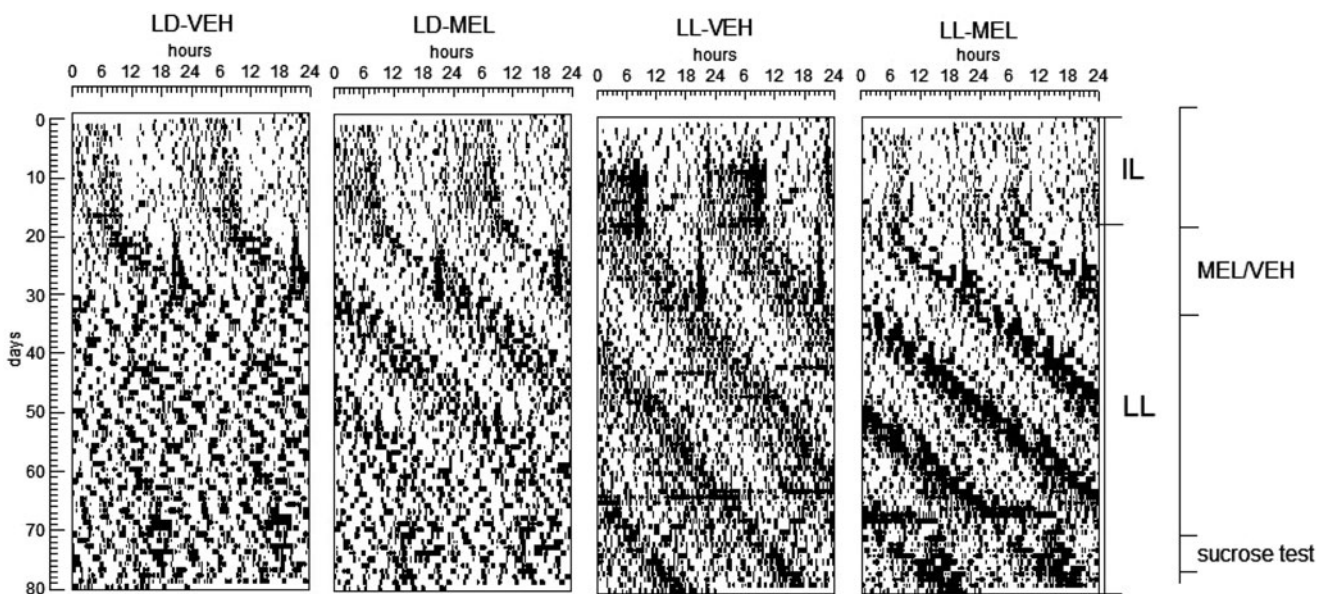 LD-VEH
hours
0 6 12 18 24 6 12 18 24
LD-MEL
hours
0 6 12 18 24 6 12 18 24
LL-VEH
hours
0 6 12 18 24 6 12 18 24
LL-MEL
hours
0 6 12 18 24 6 12 18 24
days
0
10
20
30
40
50
60
70
80
IL
LL
MEL/VEH
sucrose test